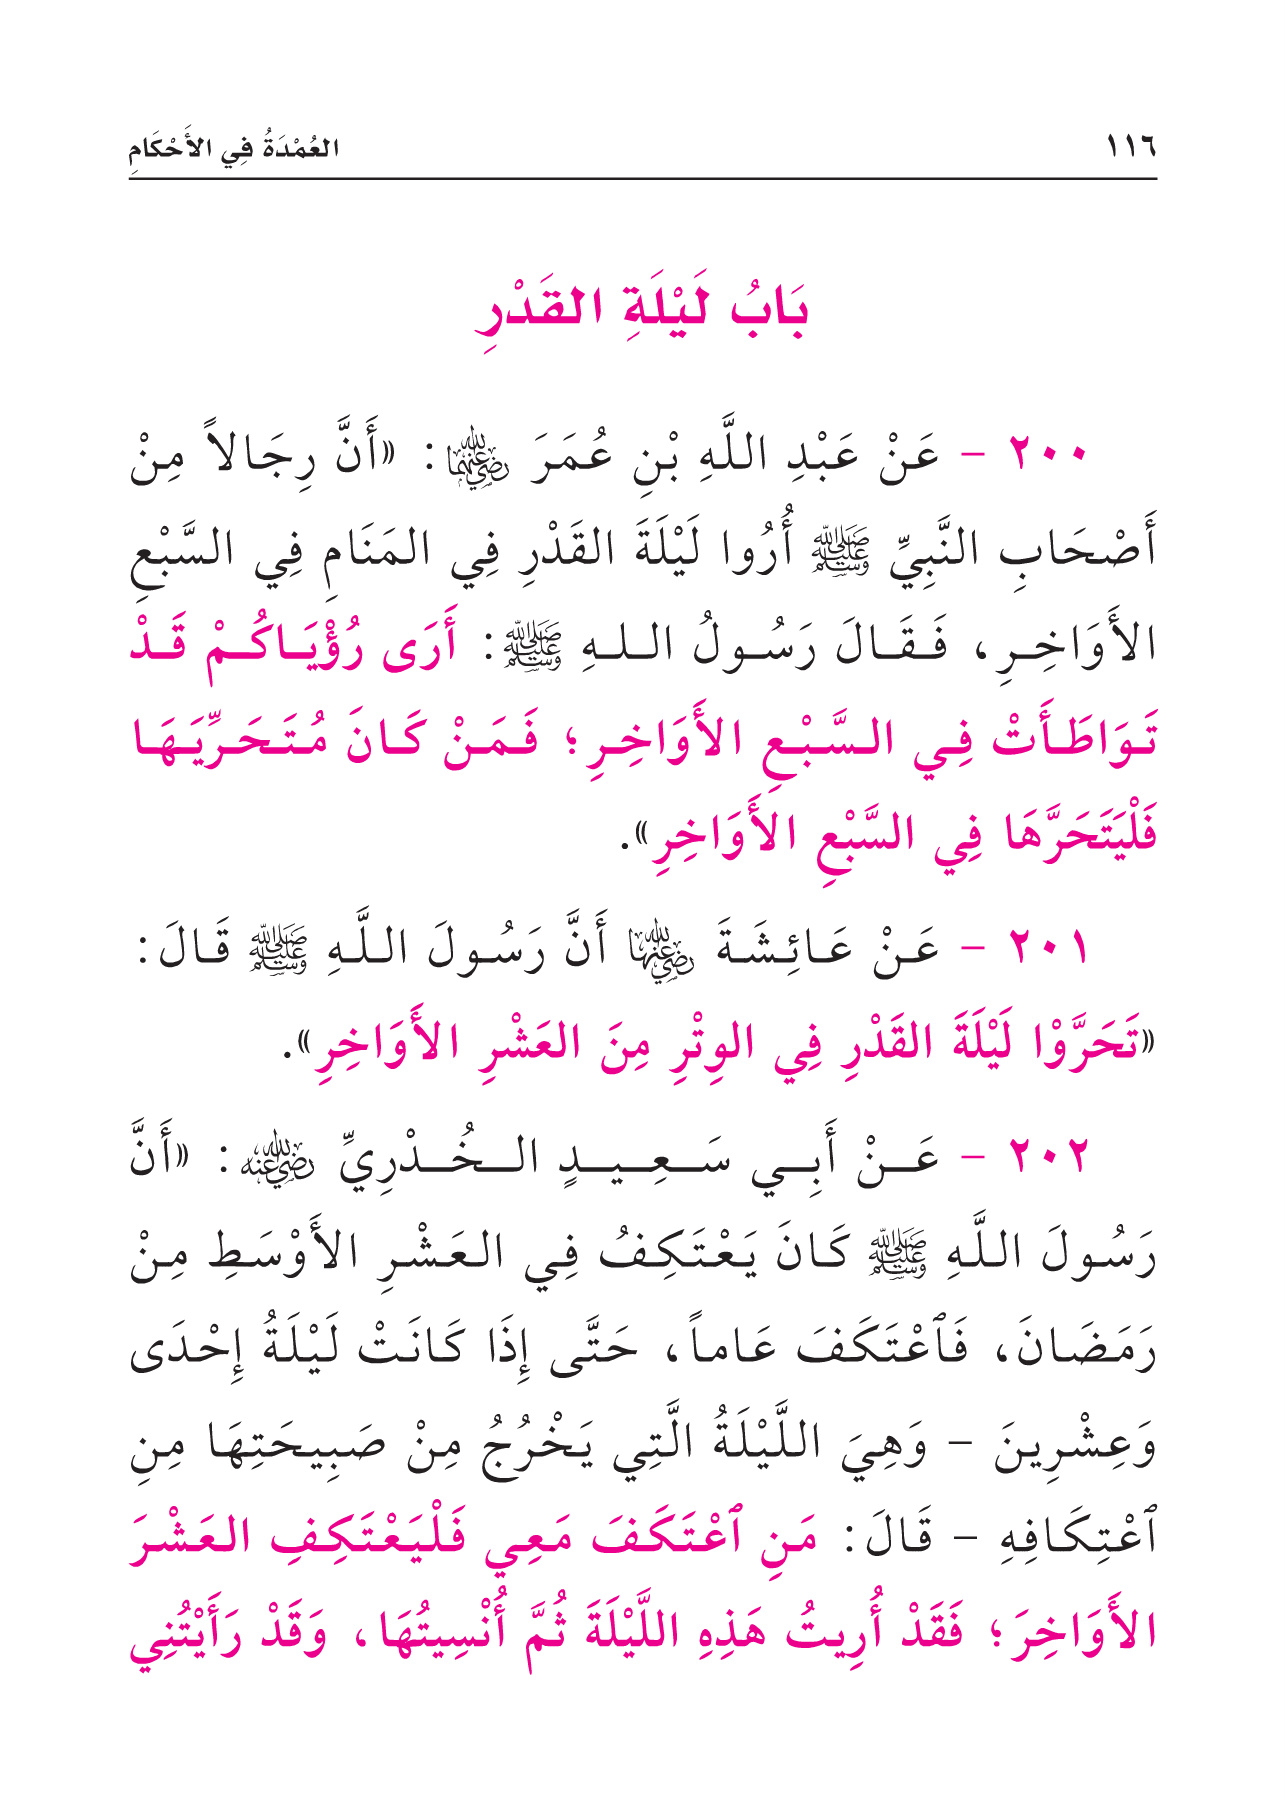 ١١٦
العُمْدَةُ فِي الأَحْكَامِ
بَابُ لَيْلَةِ القَدْرِ
٢٠٠ - عَنْ عَبْدِ اللَّهِ بْنِ عُمَرَ رضي الله عنهما: «أَنَّ رِجَالاً مِنْ
أَصْحَابِ النَّبِيِّ ﷺ أُرُوا لَيْلَةَ القَدْرِ فِي المَنَامِ فِي السَّبْعِ
الأَوَاخِرِ، فَقَالَ رَسُولُ اللهِ ﷺ: أَرَى رُؤْيَاكُمْ قَدْ
تَوَاطَأَتْ فِي السَّبْعِ الأَوَاخِرِ؛ فَمَنْ كَانَ مُتَحَرِّيَهَا
فَلْيَتَحَرَّهَا فِي السَّبْعِ الأَوَاخِرِ».
٢٠١ - عَنْ عَائِشَةَ رضي الله عنها أَنَّ رَسُولَ اللَّهِ ﷺ قَالَ:
«تَحَرَّوْا لَيْلَةَ القَدْرِ فِي الوِتْرِ مِنَ العَشْرِ الأَوَاخِرِ».
٢٠٢ - عَنْ أَبِي سَعِيدٍ الخُدْرِيِّ رضي الله عنه: «أَنَّ
رَسُولَ اللَّهِ ﷺ كَانَ يَعْتَكِفُ فِي العَشْرِ الأَوْسَطِ مِنْ
رَمَضَانَ، فَٱعْتَكَفَ عَاماً، حَتَّى إِذَا كَانَتْ لَيْلَةُ إِحْدَى
وَعِشْرِينَ - وَهِيَ اللَّيْلَةُ الَّتِي يَخْرُجُ مِنْ صَبِيحَتِهَا مِنِ
ٱعْتِكَافِهِ - قَالَ: مَنِ ٱعْتَكَفَ مَعِي فَلْيَعْتَكِفِ العَشْرَ
الأَوَاخِرَ؛ فَقَدْ أُرِيتُ هَذِهِ اللَّيْلَةَ ثُمَّ أُنْسِيتُهَا، وَقَدْ رَأَيْتُنِي